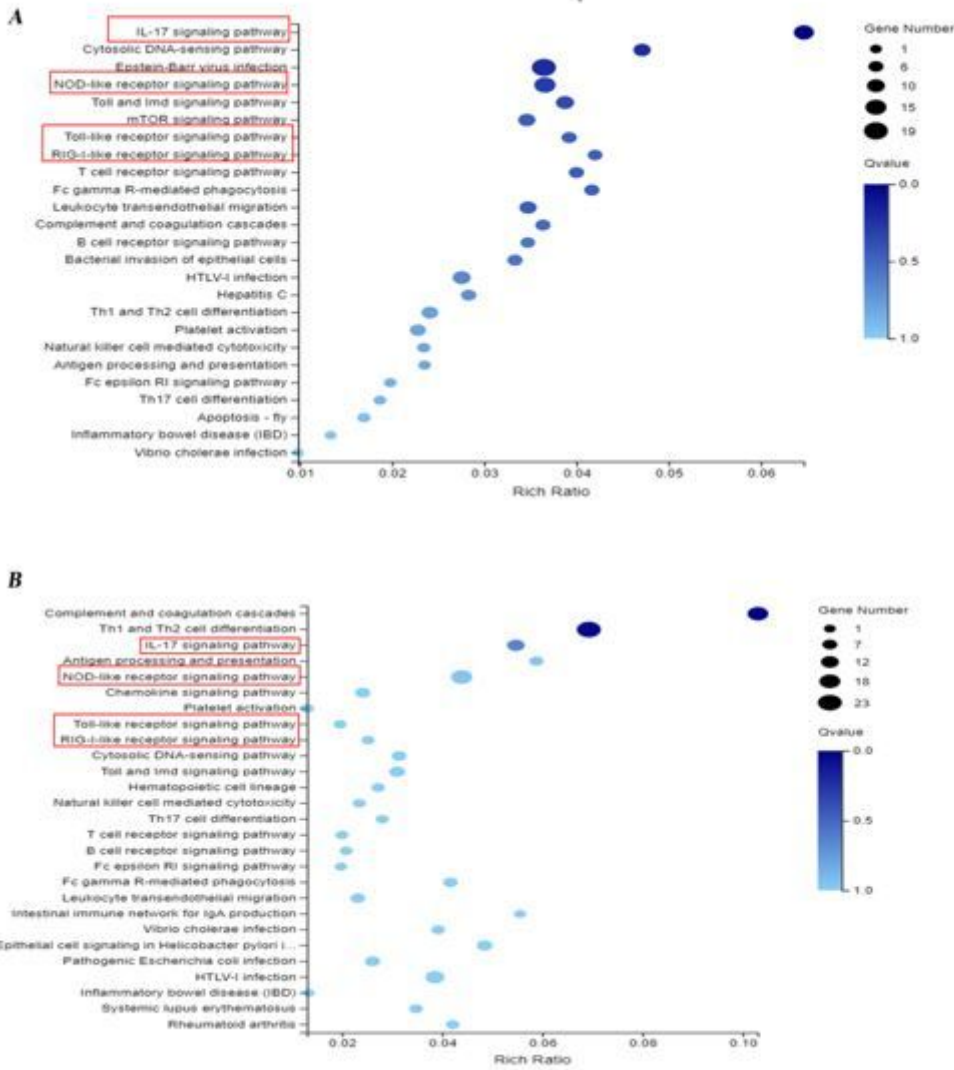 A
IL-17 signaling pathway
Cytosolic DNA-sensing pathway
Epstein-Barr virus infection
NOD-like receptor signaling pathway
Toll and Imd signaling pathway
mTOR signaling pathway
Toll-like receptor signaling pathway
RIG-I-like receptor signaling pathway
T cell receptor signaling pathway
Fc gamma R-mediated phagocytosis
Leukocyte transendothelial migration
Complement and coagulation cascades
B cell receptor signaling pathway
Bacterial invasion of epithelial cells
HTLV-I infection
Hepatitis C
Th1 and Th2 cell differentiation
Platelet activation
Natural killer cell mediated cytotoxicity
Antigen processing and presentation
Fc epsilon RI signaling pathway
Th17 cell differentiation
Apoptosis - fly
Inflammatory bowel disease (IBD)
Vibrio cholerae infection
0.01 0.02 0.03 0.04 0.05 0.06
Rich Ratio
Gene Number
1
6
10
15
19
Qvalue
0.0
0.5
1.0
B
Complement and coagulation cascades
Th1 and Th2 cell differentiation
IL-17 signaling pathway
Antigen processing and presentation
NOD-like receptor signaling pathway
Chemokine signaling pathway
Platelet activation
Toll-like receptor signaling pathway
RIG-I-like receptor signaling pathway
Cytosolic DNA-sensing pathway
Toll and Imd signaling pathway
Hematopoietic cell lineage
Natural killer cell mediated cytotoxicity
Th17 cell differentiation
T cell receptor signaling pathway
B cell receptor signaling pathway
Fc epsilon RI signaling pathway
Fc gamma R-mediated phagocytosis
Leukocyte transendothelial migration
Intestinal immune network for IgA production
Vibrio cholerae infection
Epithelial cell signaling in Helicobacter pylori i...
Pathogenic Escherichia coli infection
HTLV-I infection
Inflammatory bowel disease (IBD)
Systemic lupus erythematosus
Rheumatoid arthritis
0.02 0.04 0.06 0.08 0.10
Rich Ratio
Gene Number
1
7
12
18
23
Qvalue
0.0
0.5
1.0